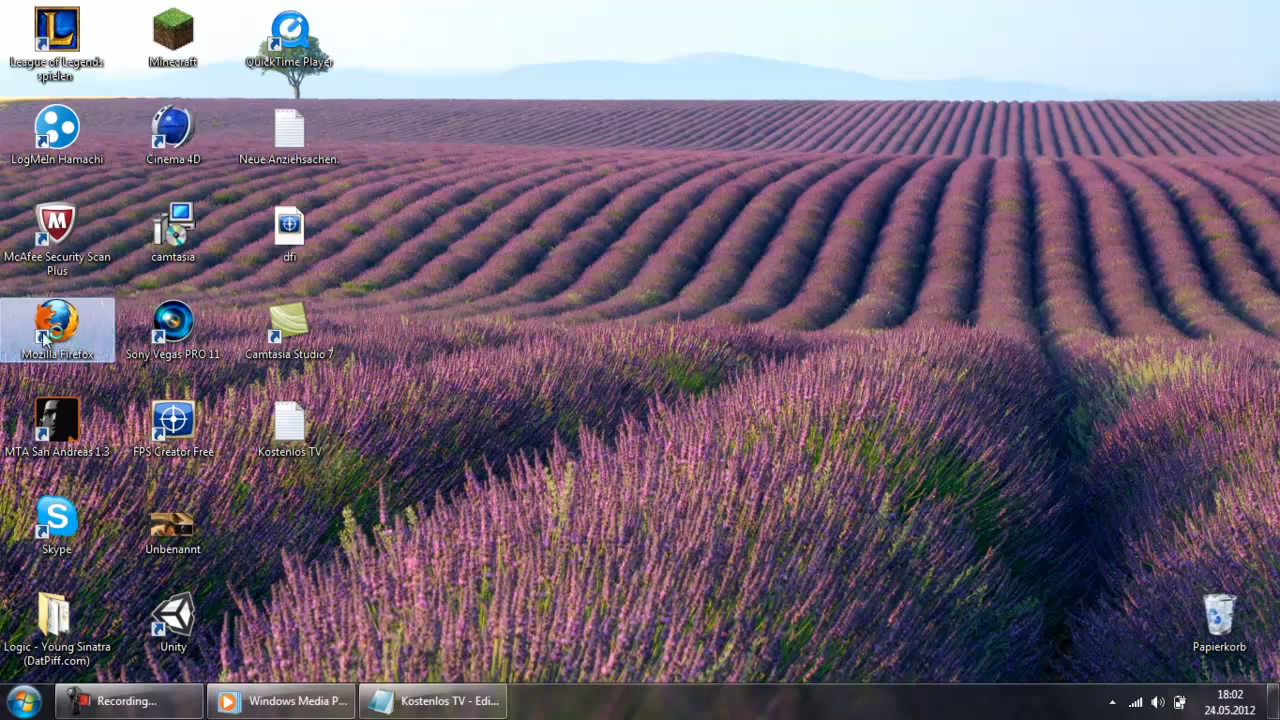 League of Legends
spielen
Minecraft
QuickTime Player
LogMeIn Hamachi
Cinema 4D
Neue Anziehsachen.
McAfee Security Scan
Plus
camtasia
dfi
Mozilla Firefox
Sony Vegas PRO 11
Camtasia Studio 7
MTA San Andreas 1.3
FPS Creator Free
Kostenlos TV
Skype
Unbenannt
Logic - Young Sinatra
(DatPiff.com)
Unity
Papierkorb
Recording...
Windows Media P...
Kostenlos TV - Edi...
18:02
24.05.2012